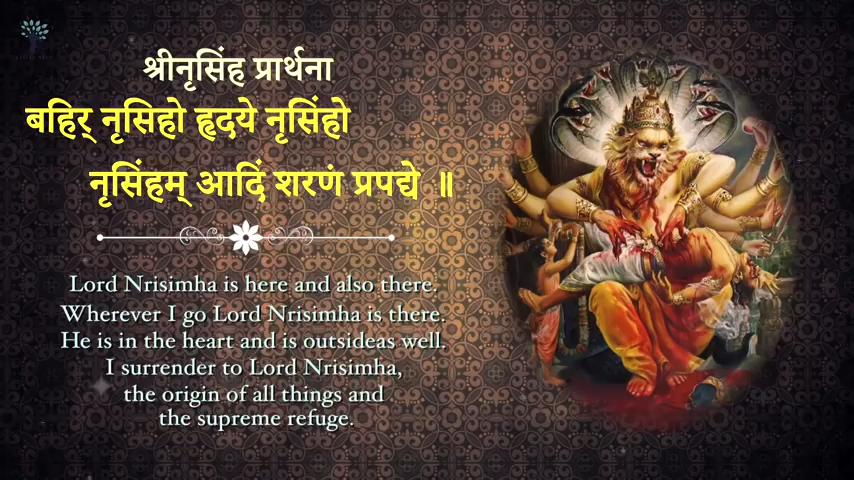 श्रीनृसिंह प्रार्थना
बहिर् नृसिहो हृदये नृसिंहो
नृसिंहम् आदिं शरणं प्रपद्ये ॥
Lord Nrisimha is here and also there.
Wherever I go Lord Nrisimha is there.
He is in the heart and is outsideas well.
I surrender to Lord Nrisimha,
the origin of all things and
the supreme refuge.